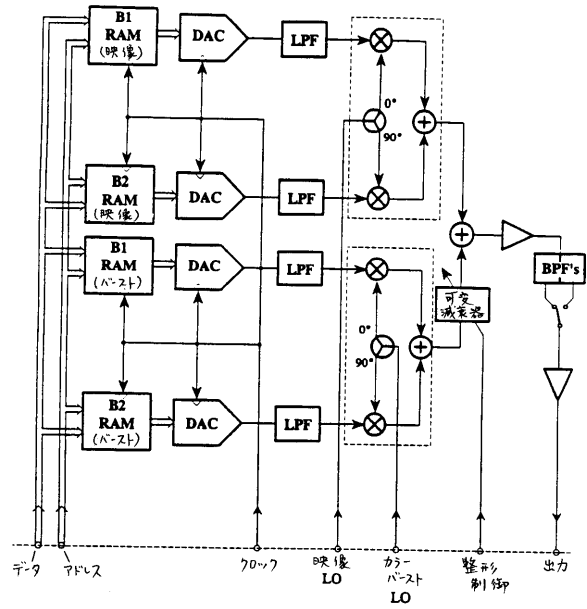 B1
RAM
(映像)
DAC
LPF
0°
90°
B2
RAM
(映像)
DAC
LPF
B1
RAM
(バースト)
DAC
LPF
BPF's
可変
減衰器
0°
90°
B2
RAM
(バースト)
DAC
LPF
データ
アドレス
クロック
映像
LO
カラー
バースト
LO
整形
制御
出力